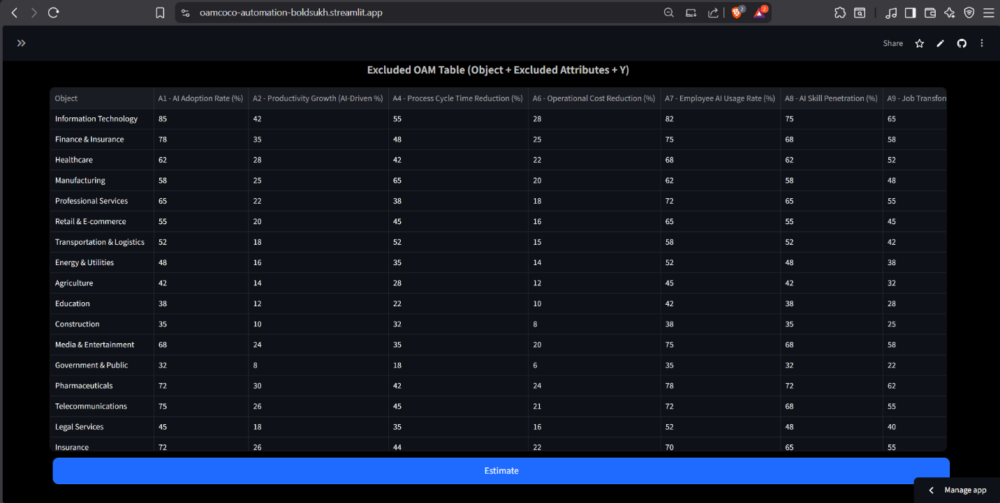 oamcoco-automation-boldsukh.streamlit.app
2
2
Share
Excluded OAM Table (Object + Excluded Attributes + Y)
Object A1 - AI Adoption Rate (%) A2 - Productivity Growth (AI-Driven %) A4 - Process Cycle Time Reduction (%) A6 - Operational Cost Reduction (%) A7 - Employee AI Usage Rate (%) A8 - AI Skill Penetration (%) A9 - Job Transfor
Information Technology 85 42 55 28 82 75 65
Finance & Insurance 78 35 48 25 75 68 58
Healthcare 62 28 42 22 68 62 52
Manufacturing 58 25 65 20 62 58 48
Professional Services 65 22 38 18 72 65 55
Retail & E-commerce 55 20 45 16 65 55 45
Transportation & Logistics 52 18 52 15 58 52 42
Energy & Utilities 48 16 35 14 52 48 38
Agriculture 42 14 28 12 45 42 32
Education 38 12 22 10 42 38 28
Construction 35 10 32 8 38 35 25
Media & Entertainment 68 24 35 20 75 68 58
Government & Public 32 8 18 6 35 32 22
Pharmaceuticals 72 30 42 24 78 72 62
Telecommunications 75 26 45 21 72 68 55
Legal Services 45 18 35 16 52 48 40
Insurance 72 26 44 22 70 65 55
Estimate
Manage app